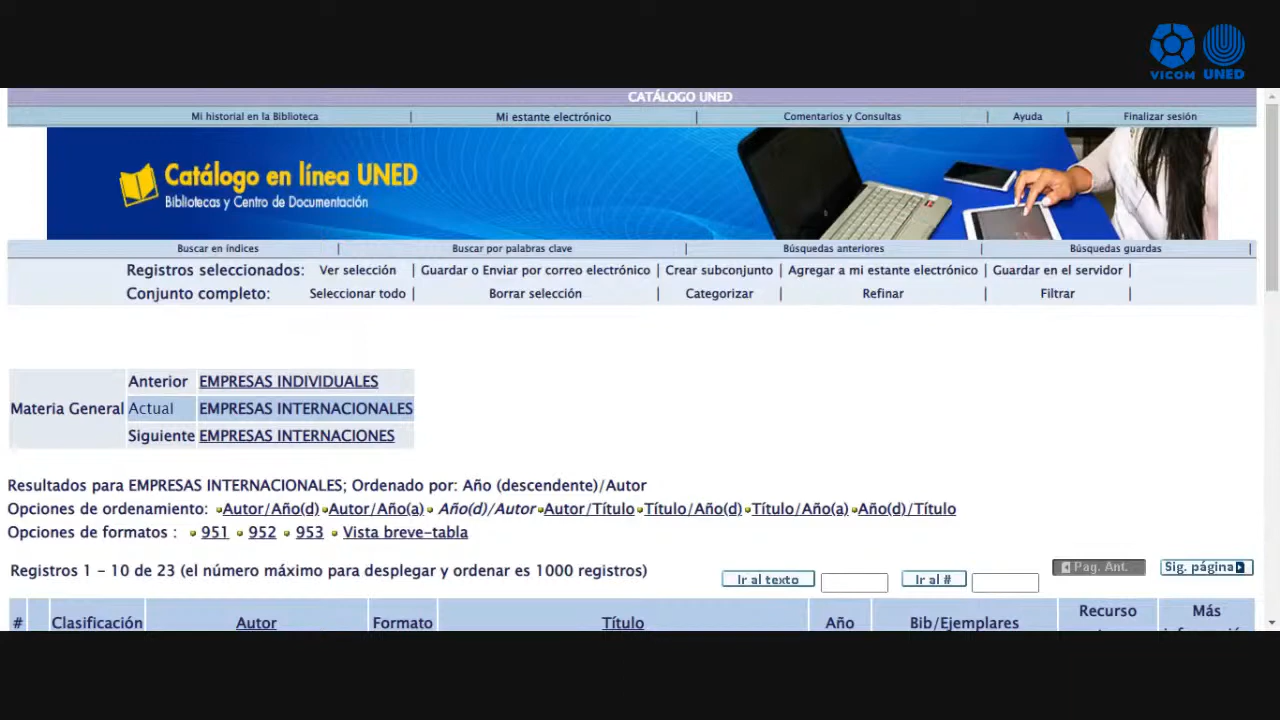 VICOM UNED
CATÁLOGO UNED
Mi historial en la Biblioteca | Mi estante electrónico | Comentarios y Consultas | Ayuda | Finalizar sesión
Catálogo en línea UNED
Bibliotecas y Centro de Documentación
Buscar en índices | Buscar por palabras clave | Búsquedas anteriores | Búsquedas guardas |
Registros seleccionados: Ver selección | Guardar o Enviar por correo electrónico | Crear subconjunto | Agregar a mi estante electrónico | Guardar en el servidor |
Conjunto completo: Seleccionar todo | Borrar selección | Categorizar | Refinar | Filtrar |
Anterior EMPRESAS INDIVIDUALES
Materia General Actual EMPRESAS INTERNACIONALES
Siguiente EMPRESAS INTERNACIONES
Resultados para EMPRESAS INTERNACIONALES; Ordenado por: Año (descendente)/Autor
Opciones de ordenamiento: Autor/Año(d) Autor/Año(a) Año(d)/Autor Autor/Título Título/Año(d) Título/Año(a) Año(d)/Título
Opciones de formatos : 951 952 953 Vista breve-tabla
Registros 1 - 10 de 23 (el número máximo para desplegar y ordenar es 1000 registros) Ir al texto Ir al # Pag. Ant. Sig. página
# Clasificación Autor Formato Título Año Bib/Ejemplares Recurso Más